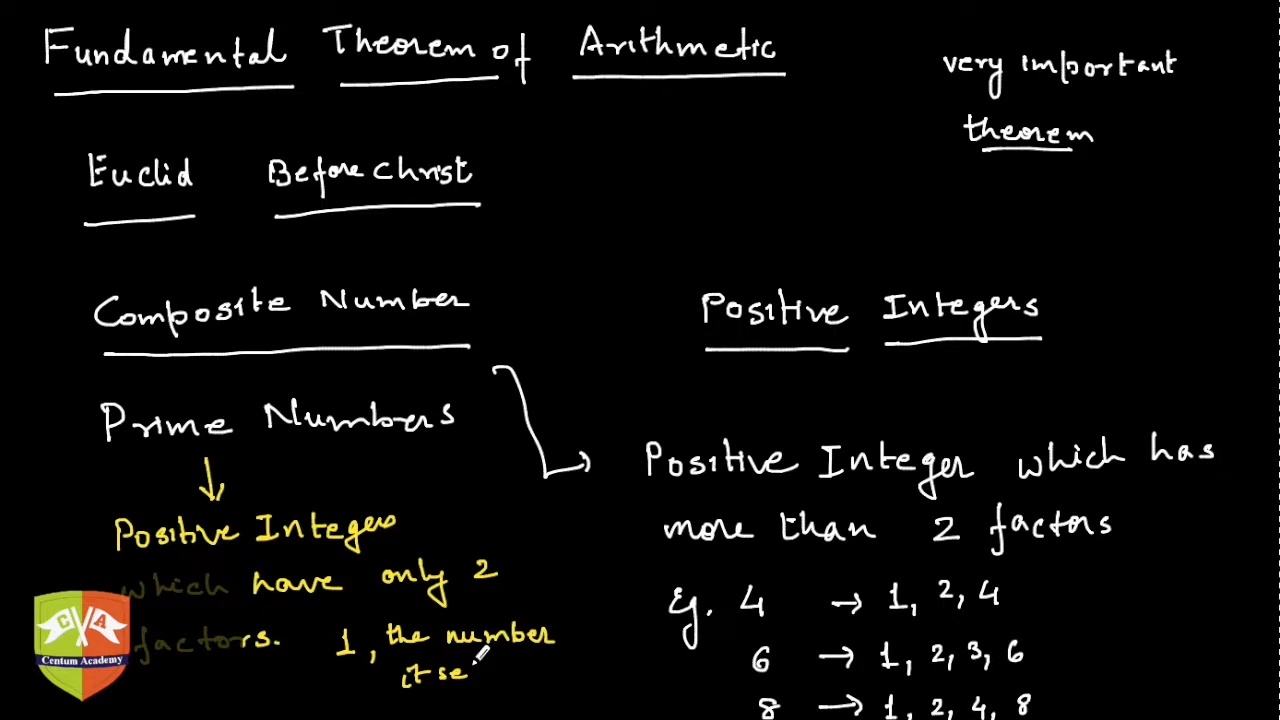 Fundamental Theorem of Arithmetic
very important
theorem
Euclid Before Christ
Composite Number
Positive Integers
Prime Numbers
Positive Integer which has
more than 2 factors
Eg. 4 → 1, 2, 4
6 → 1, 2, 3, 6
8 → 1, 2, 4, 8
Positive Integers
which have only 2
factors. 1, the number
itse
C A
Centum Academy